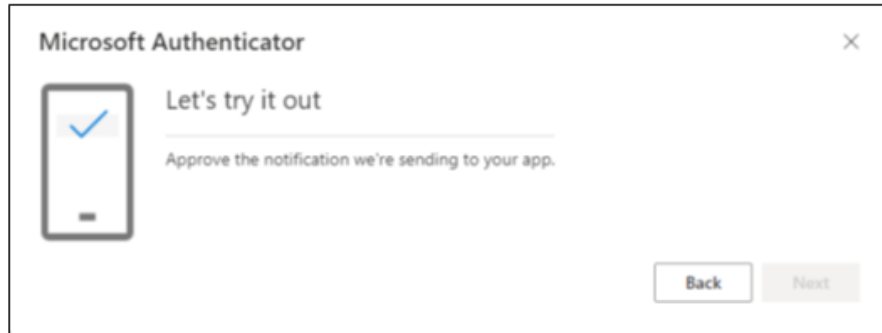 Microsoft Authenticator
Let's try it out
Approve the notification we're sending to your app.
Back
Next